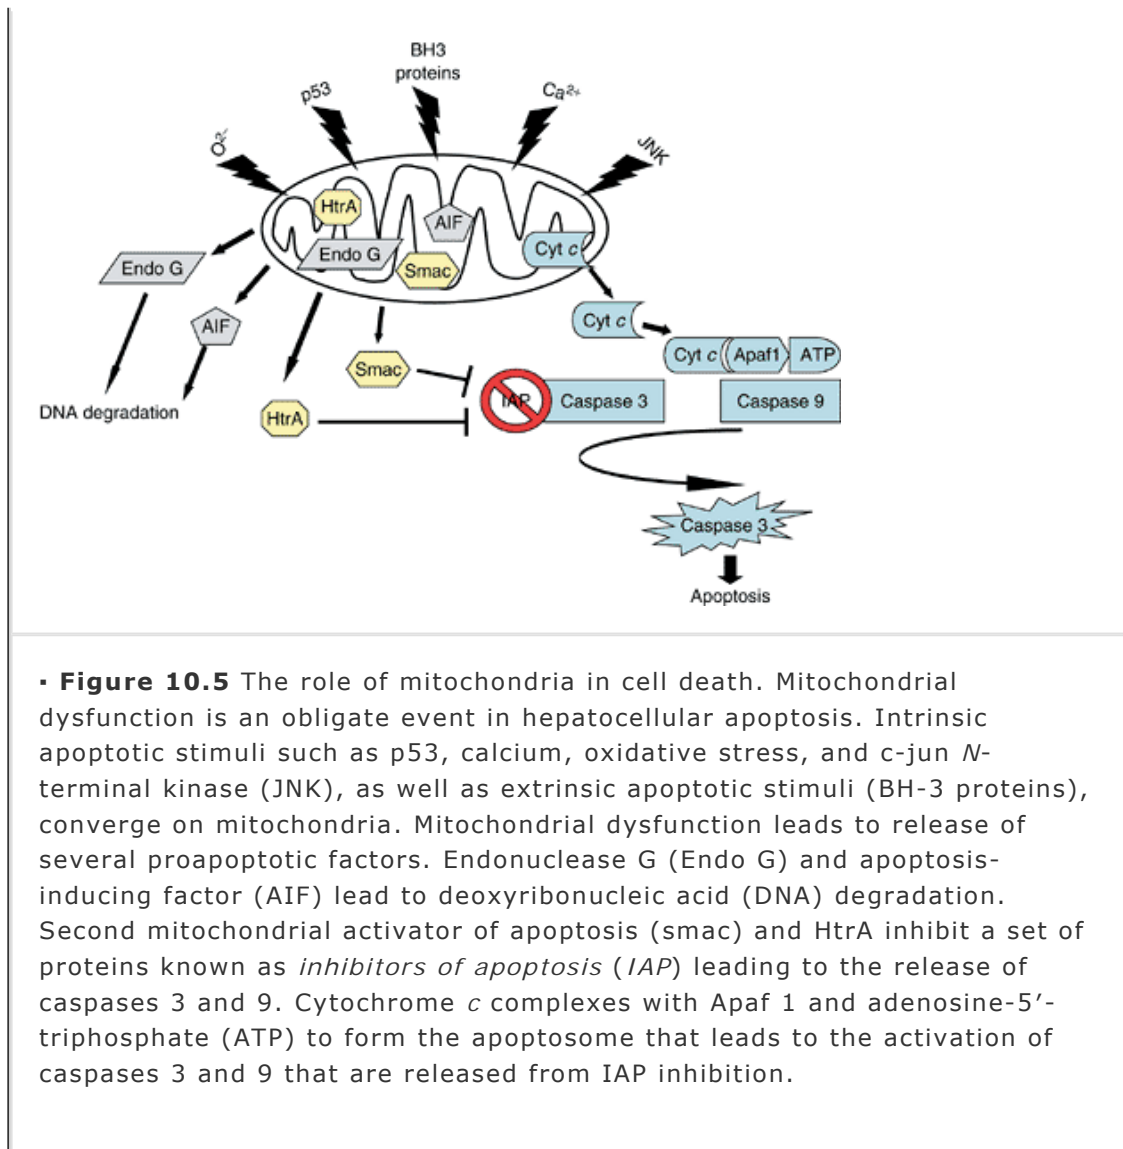 BH3
proteins
p53
Ca²⁺
O²⁻
JNK
HtrA
AIF
Endo G
Smac
Cyt c
Endo G
AIF
Cyt c
Cyt c
Apaf1
ATP
Smac
IAP
Caspase 3
Caspase 9
DNA degradation
HtrA
Caspase 3
Apoptosis
▪ Figure 10.5 The role of mitochondria in cell death. Mitochondrial
dysfunction is an obligate event in hepatocellular apoptosis. Intrinsic
apoptotic stimuli such as p53, calcium, oxidative stress, and c-jun N-
terminal kinase (JNK), as well as extrinsic apoptotic stimuli (BH-3 proteins),
converge on mitochondria. Mitochondrial dysfunction leads to release of
several proapoptotic factors. Endonuclease G (Endo G) and apoptosis-
inducing factor (AIF) lead to deoxyribonucleic acid (DNA) degradation.
Second mitochondrial activator of apoptosis (smac) and HtrA inhibit a set of
proteins known as inhibitors of apoptosis (IAP) leading to the release of
caspases 3 and 9. Cytochrome c complexes with Apaf 1 and adenosine-5′-
triphosphate (ATP) to form the apoptosome that leads to the activation of
caspases 3 and 9 that are released from IAP inhibition.